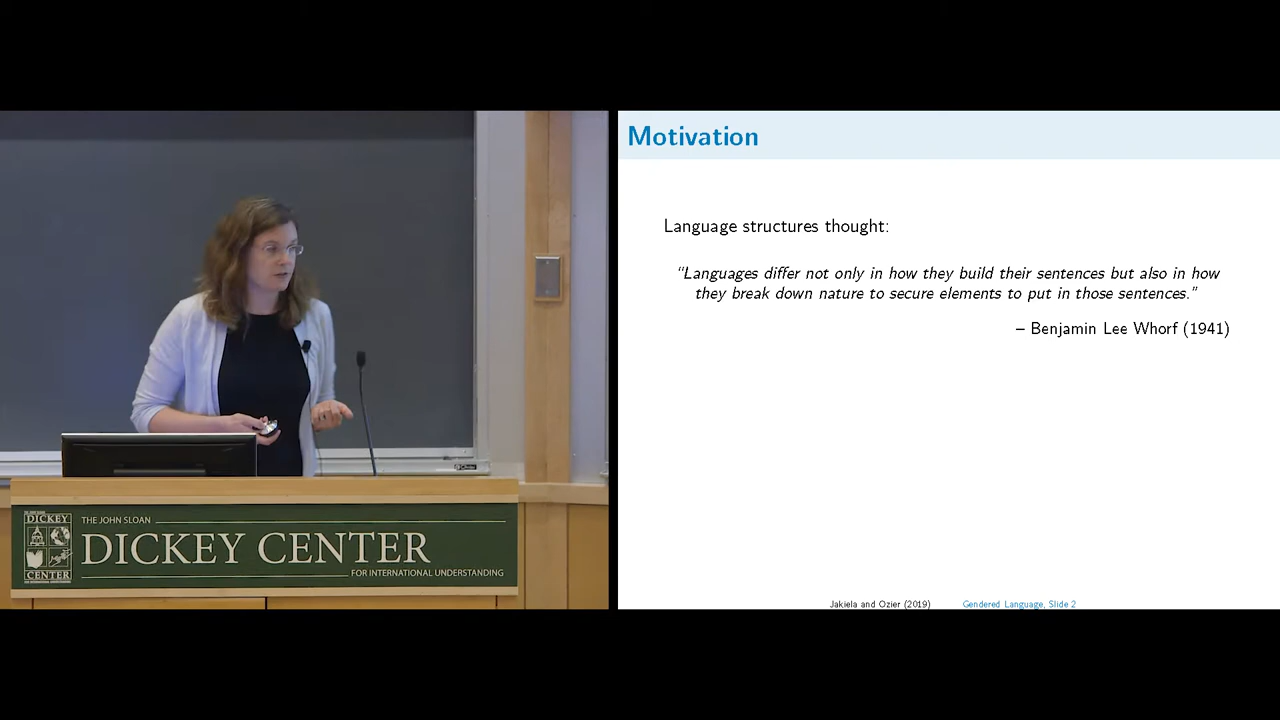 Motivation
Language structures thought:
“Languages differ not only in how they build their sentences but also in how
they break down nature to secure elements to put in those sentences.”
– Benjamin Lee Whorf (1941)
Jakiela and Ozier (2019) Gendered Language, Slide 2
DICKEY
CENTER
THE JOHN SLOAN
DICKEY CENTER
FOR INTERNATIONAL UNDERSTANDING